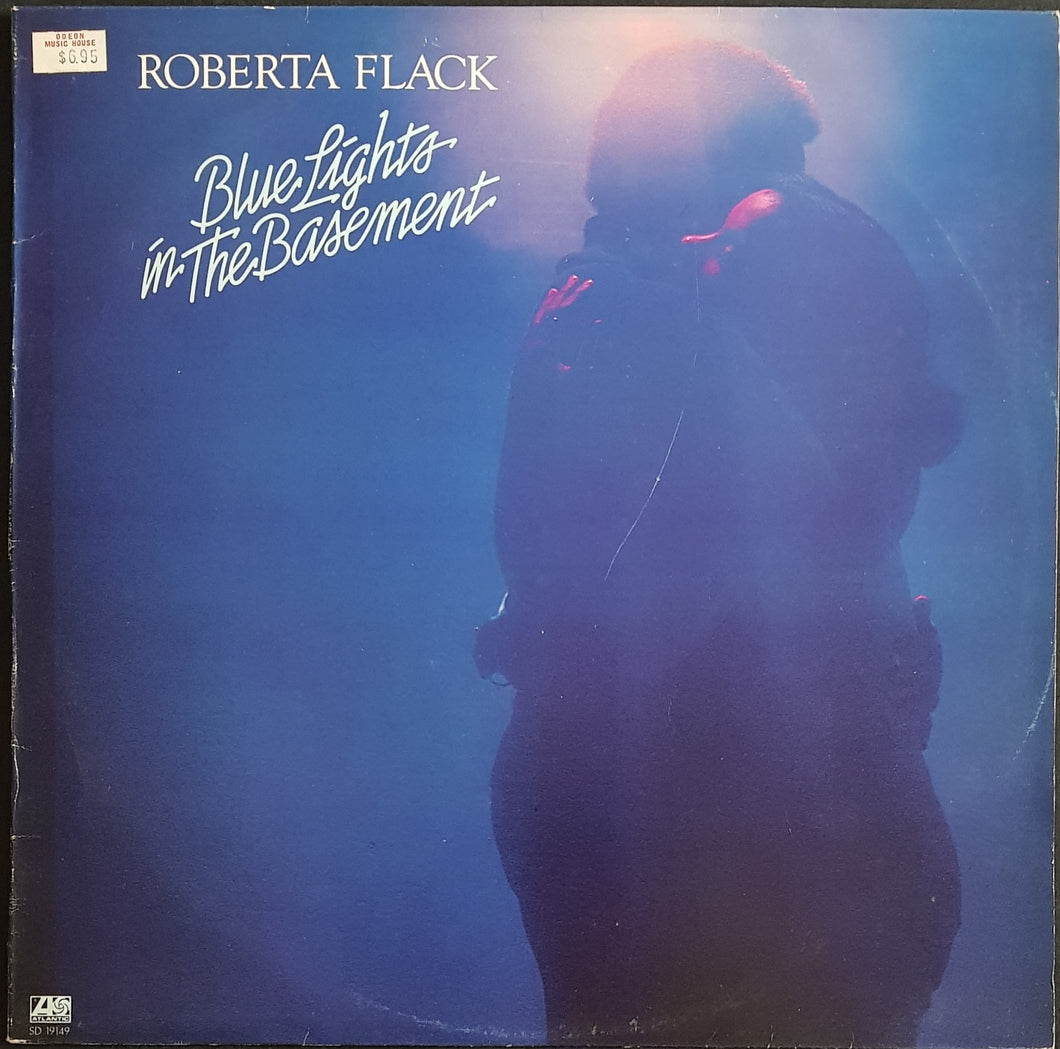 ODEON
MUSIC HOUSE
$6.95
ROBERTA FLACK
Blue Lights
in The Basement
ATLANTIC
SD 19149